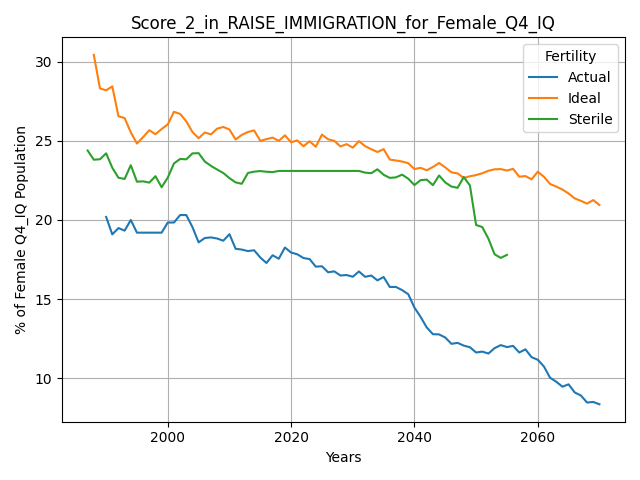 Score_2_in_RAISE_IMMIGRATION_for_Female_Q4_IQ
Fertility
Actual
Ideal
Sterile
% of Female Q4_IQ Population
30
25
20
15
10
2000 2020 2040 2060
Years